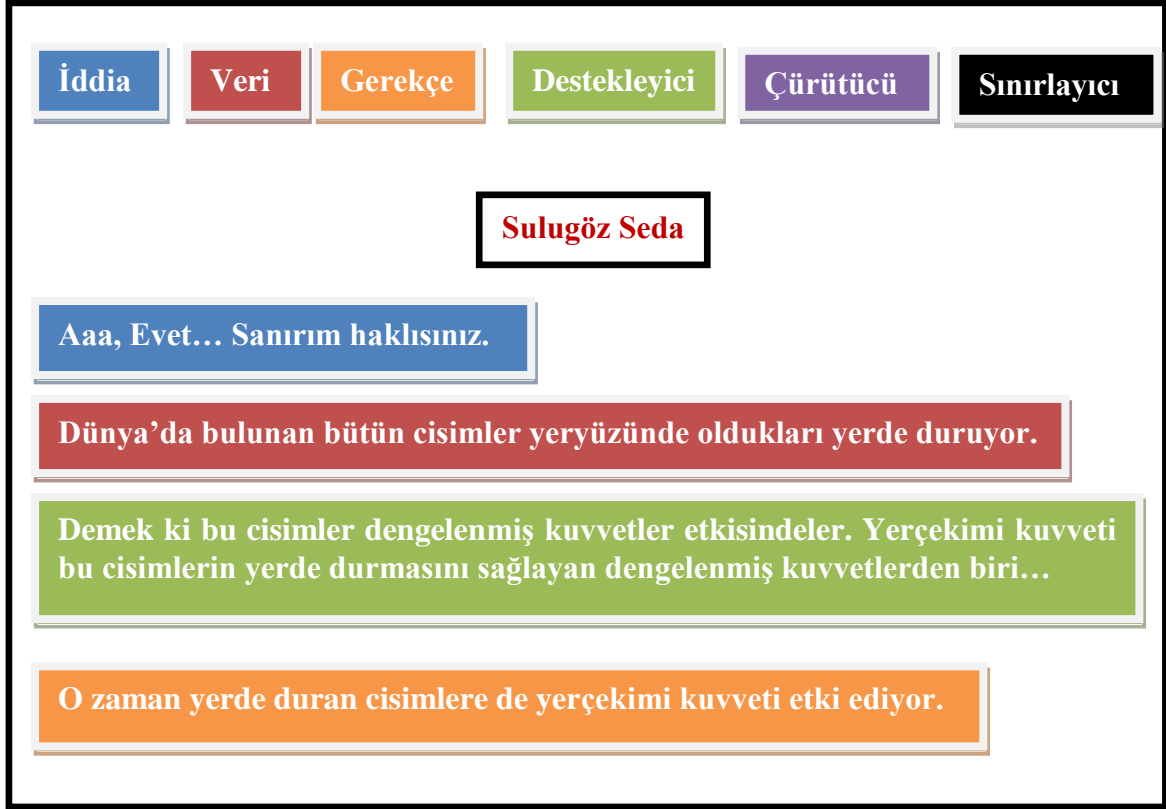 İddia Veri Gerekçe Destekleyici Çürütücü Sınırlayıcı
Sulugöz Seda
Aaa, Evet… Sanırım haklısınız.
Dünya’da bulunan bütün cisimler yeryüzünde oldukları yerde duruyor.
Demek ki bu cisimler dengelenmiş kuvvetler etkisindeler. Yerçekimi kuvveti
bu cisimlerin yerde durmasını sağlayan dengelenmiş kuvvetlerden biri…
O zaman yerde duran cisimlere de yerçekimi kuvveti etki ediyor.